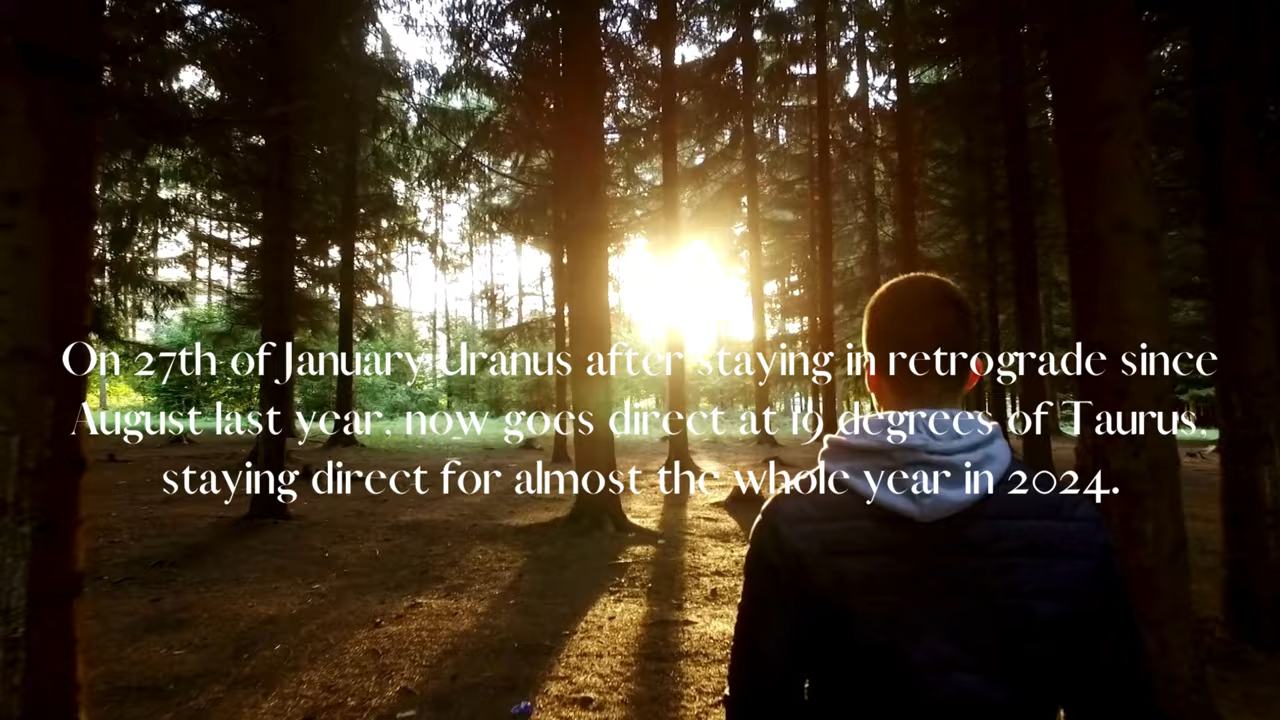 On 27th of January Uranus after staying in retrograde since
August last year, now goes direct at 19 degrees of Taurus,
staying direct for almost the whole year in 2024.